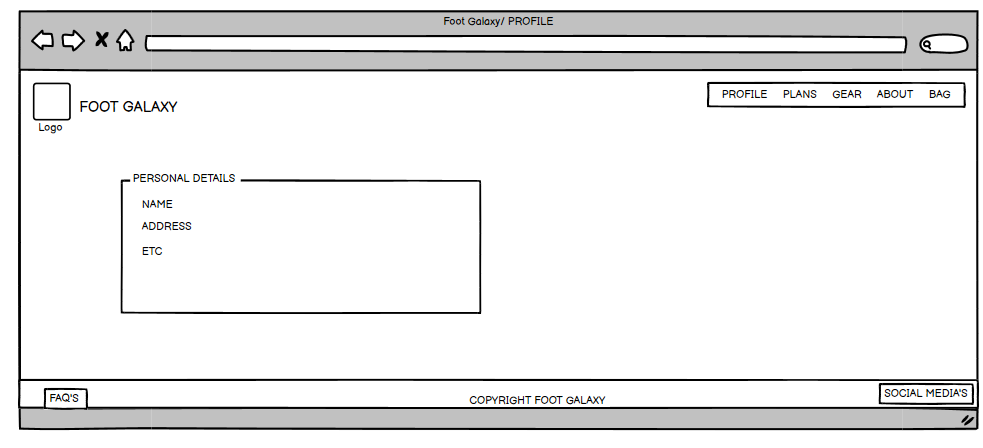 Foot Galaxy/ PROFILE
PROFILE PLANS GEAR ABOUT BAG
FOOT GALAXY
Logo
PERSONAL DETAILS
NAME
ADDRESS
ETC
FAQ'S
COPYRIGHT FOOT GALAXY
SOCIAL MEDIA'S